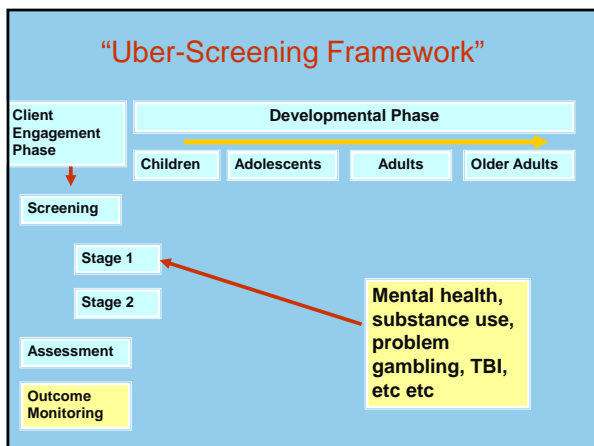 “Uber-Screening Framework”
Client
Engagement
Phase
Developmental Phase
Children
Adolescents
Adults
Older Adults
Screening
Stage 1
Stage 2
Mental health,
substance use,
problem
gambling, TBI,
etc etc
Assessment
Outcome
Monitoring